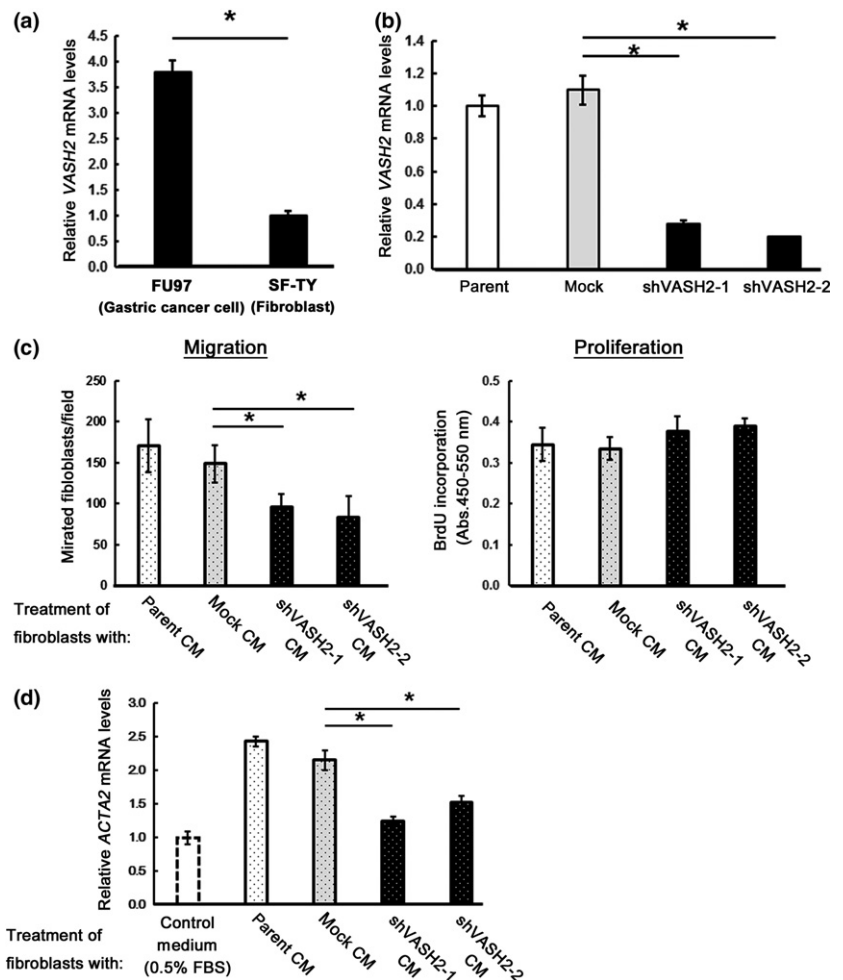 (a)
*
Relative VASH2 mRNA levels
4.5
4.0
3.5
3.0
2.5
2.0
1.5
1.0
0.5
0.0
FU97 SF-TY
(Gastric cancer cell) (Fibroblast)
(b)
*
*
Relative VASH2 mRNA levels
1.4
1.2
1.0
0.8
0.6
0.4
0.2
0.0
Parent Mock shVASH2-1 shVASH2-2
(c)
Migration
*
*
Mirated fibloblasts/field
250
200
150
100
50
0
Treatment of
fibroblasts with:
Parent CM
Mock CM
shVASH2-1
CM
shVASH2-2
CM
Proliferation
BrdU incorporation
(Abs.450-550 nm)
0.5
0.4
0.3
0.2
0.1
0.0
Parent CM
Mock CM
shVASH2-1
CM
shVASH2-2
CM
(d)
*
*
Relative ACTA2 mRNA levels
3.0
2.5
2.0
1.5
1.0
0.5
0.0
Treatment of
fibroblasts with:
Control
medium
(0.5% FBS)
Parent CM
Mock CM
shVASH2-1
CM
shVASH2-2
CM